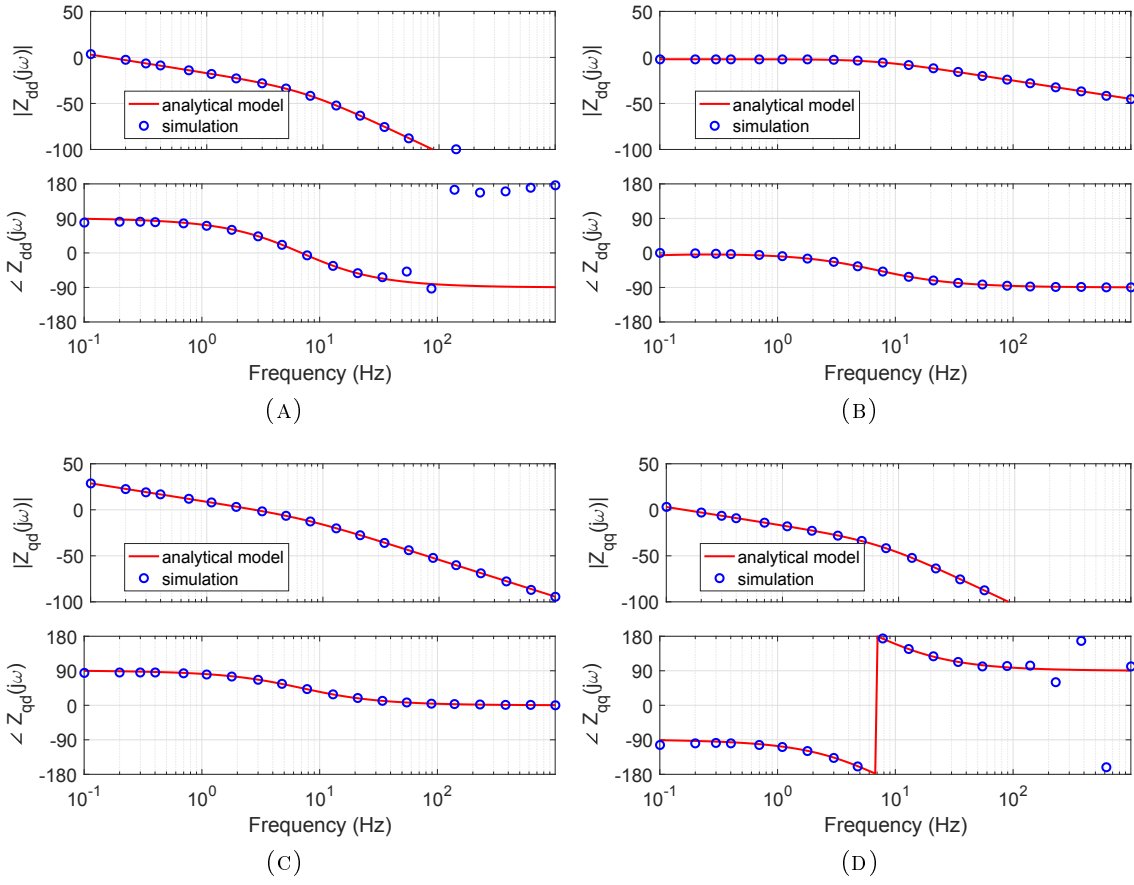 50
0
-50
-100
|Z_dd(jω)|
analytical model
simulation
180
90
0
-90
-180
∠ Z_dd(jω)
10^-1
10^0
10^1
10^2
Frequency (Hz)
(A)
50
0
-50
-100
|Z_dq(jω)|
analytical model
simulation
180
90
0
-90
-180
∠ Z_dq(jω)
10^-1
10^0
10^1
10^2
Frequency (Hz)
(B)
50
0
-50
-100
|Z_qd(jω)|
analytical model
simulation
180
90
0
-90
-180
∠ Z_qd(jω)
10^-1
10^0
10^1
10^2
Frequency (Hz)
(C)
50
0
-50
-100
|Z_qq(jω)|
analytical model
simulation
180
90
0
-90
-180
∠ Z_qq(jω)
10^-1
10^0
10^1
10^2
Frequency (Hz)
(D)